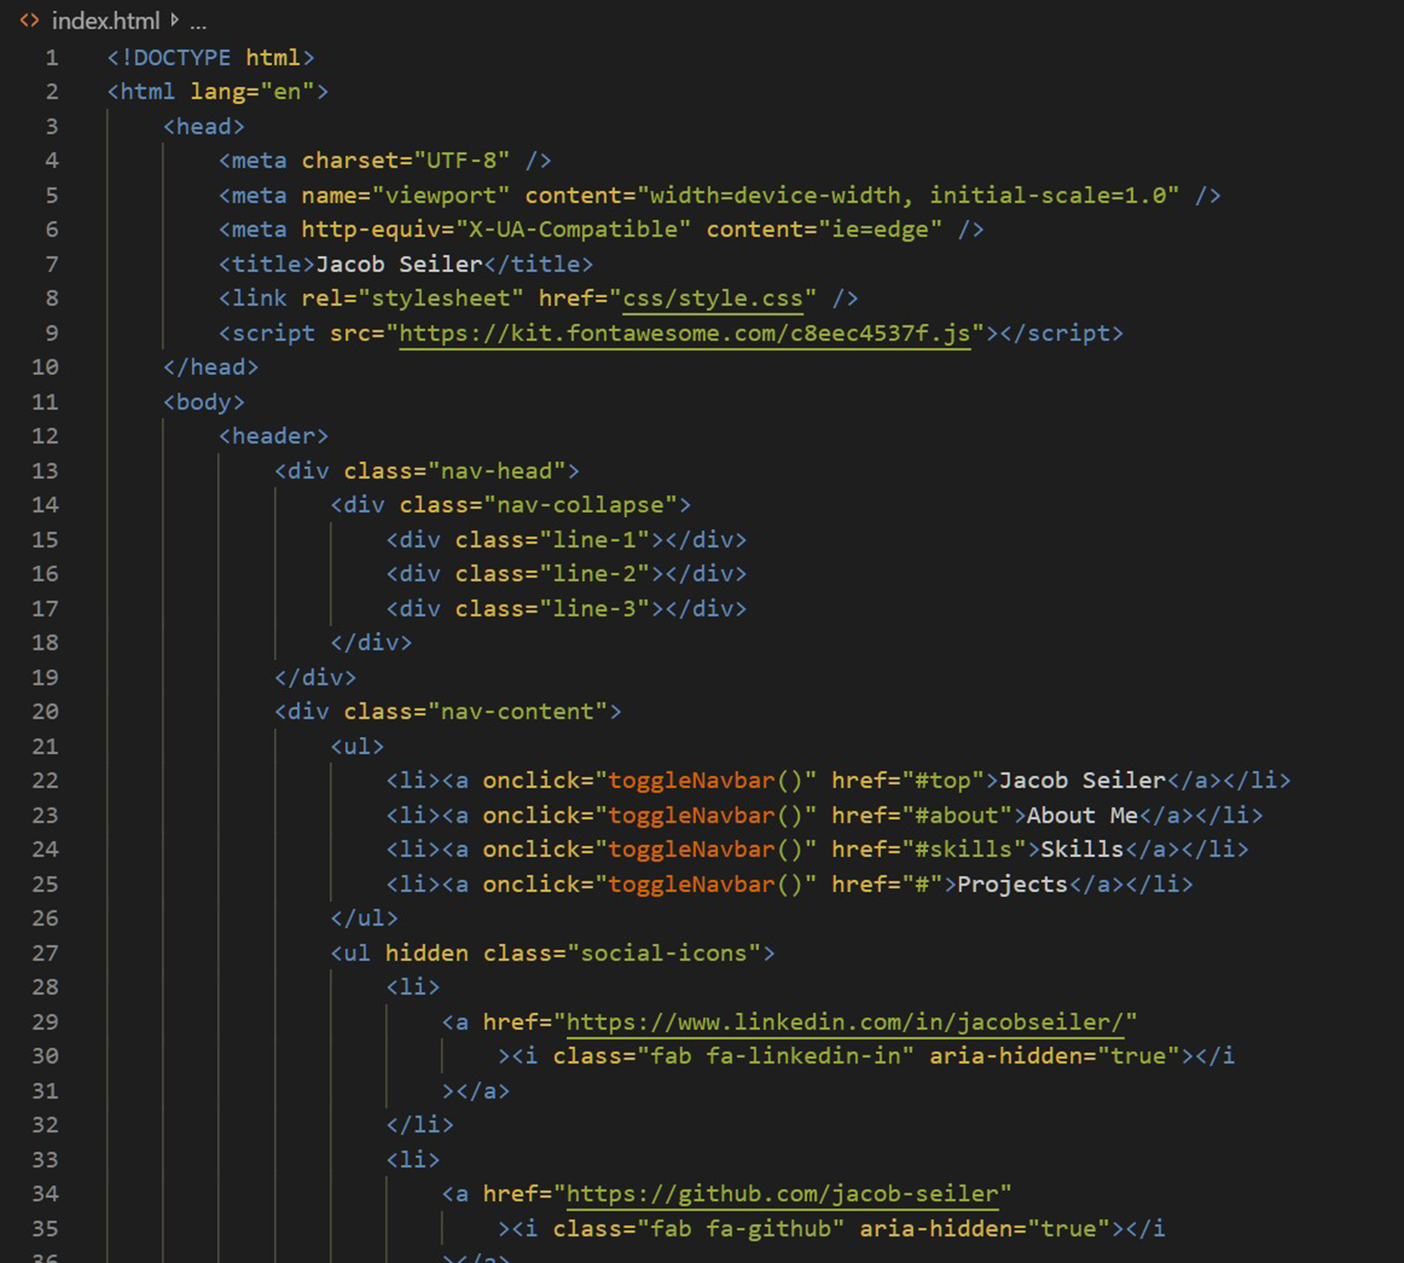 <> index.html ▸ ...
1 <!DOCTYPE html>
2 <html lang="en">
3 <head>
4 <meta charset="UTF-8" />
5 <meta name="viewport" content="width=device-width, initial-scale=1.0" />
6 <meta http-equiv="X-UA-Compatible" content="ie=edge" />
7 <title>Jacob Seiler</title>
8 <link rel="stylesheet" href="css/style.css" />
9 <script src="https://kit.fontawesome.com/c8eec4537f.js"></script>
10 </head>
11 <body>
12 <header>
13 <div class="nav-head">
14 <div class="nav-collapse">
15 <div class="line-1"></div>
16 <div class="line-2"></div>
17 <div class="line-3"></div>
18 </div>
19 </div>
20 <div class="nav-content">
21 <ul>
22 <li><a onclick="toggleNavbar()" href="#top">Jacob Seiler</a></li>
23 <li><a onclick="toggleNavbar()" href="#about">About Me</a></li>
24 <li><a onclick="toggleNavbar()" href="#skills">Skills</a></li>
25 <li><a onclick="toggleNavbar()" href="#">Projects</a></li>
26 </ul>
27 <ul hidden class="social-icons">
28 <li>
29 <a href="https://www.linkedin.com/in/jacobseiler/"
30 ><i class="fab fa-linkedin-in" aria-hidden="true"></i
31 ></a>
32 </li>
33 <li>
34 <a href="https://github.com/jacob-seiler"
35 ><i class="fab fa-github" aria-hidden="true"></i
36 ></a>